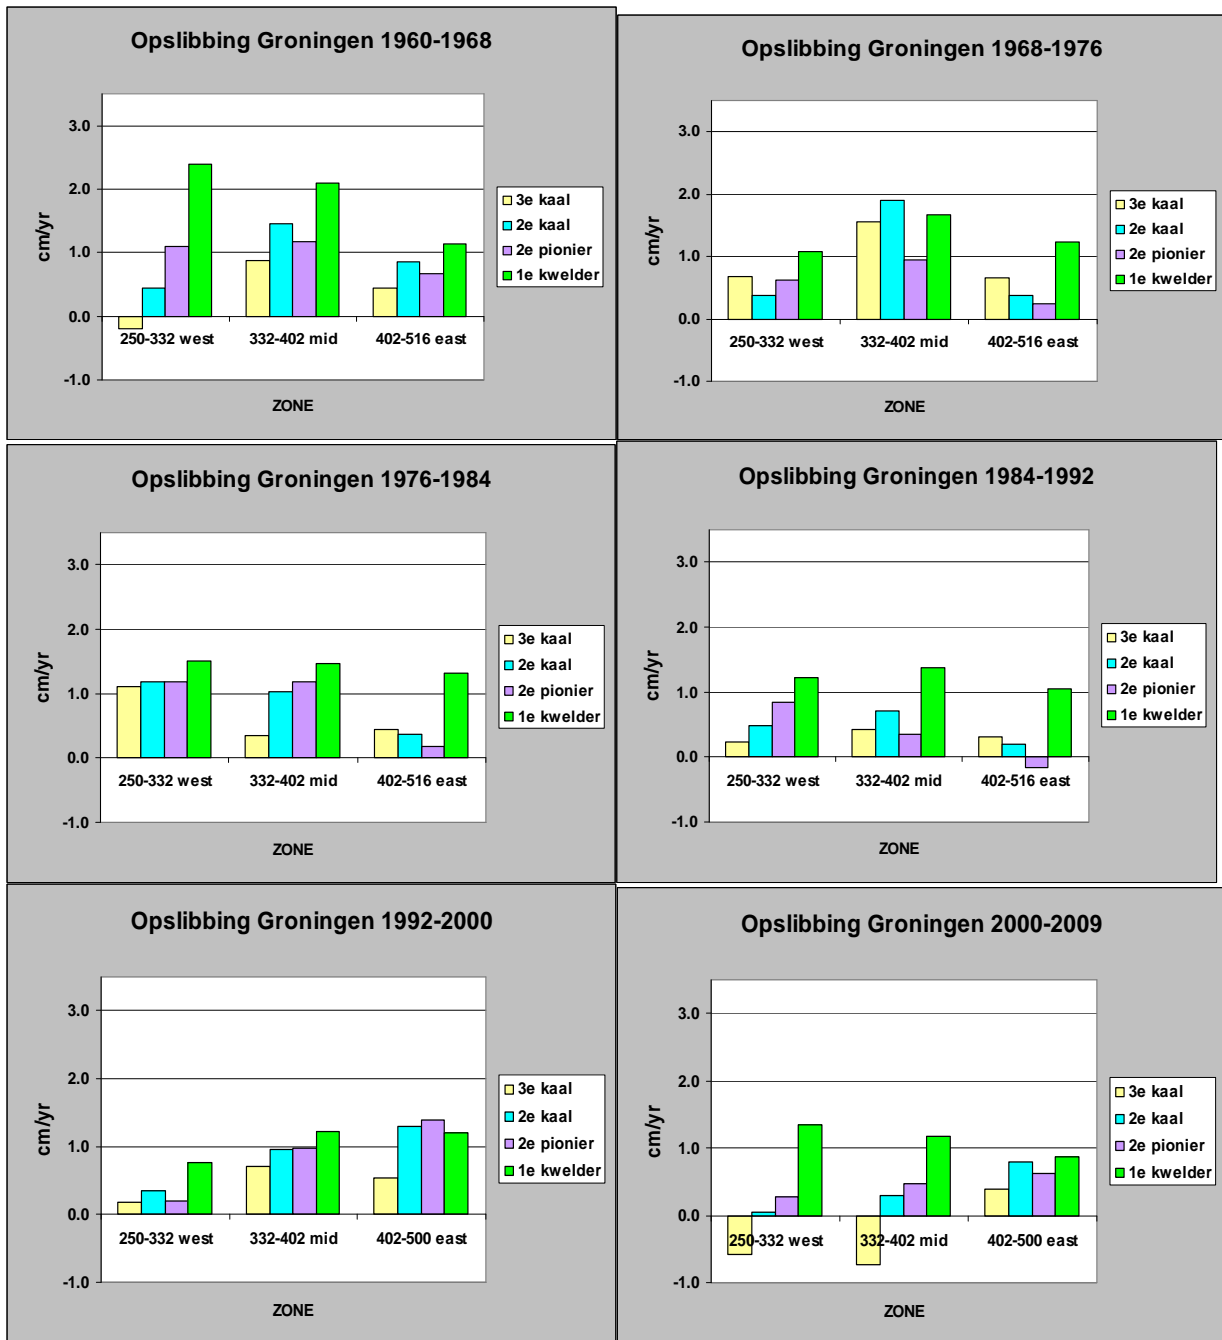 Opslibbing Groningen 1960-1968
3.0
2.0
1.0
0.0
-1.0
cm/yr
250-332 west 332-402 mid 402-516 east
ZONE
3e kaal
2e kaal
2e pionier
1e kwelder
Opslibbing Groningen 1968-1976
3.0
2.0
1.0
0.0
-1.0
cm/yr
250-332 west 332-402 mid 402-516 east
ZONE
3e kaal
2e kaal
2e pionier
1e kwelder
Opslibbing Groningen 1976-1984
3.0
2.0
1.0
0.0
-1.0
cm/yr
250-332 west 332-402 mid 402-516 east
ZONE
3e kaal
2e kaal
2e pionier
1e kwelder
Opslibbing Groningen 1984-1992
3.0
2.0
1.0
0.0
-1.0
cm/yr
250-332 west 332-402 mid 402-516 east
ZONE
3e kaal
2e kaal
2e pionier
1e kwelder
Opslibbing Groningen 1992-2000
3.0
2.0
1.0
0.0
-1.0
cm/yr
250-332 west 332-402 mid 402-500 east
ZONE
3e kaal
2e kaal
2e pionier
1e kwelder
Opslibbing Groningen 2000-2009
3.0
2.0
1.0
0.0
-1.0
cm/yr
250-332 west 332-402 mid 402-500 east
ZONE
3e kaal
2e kaal
2e pionier
1e kwelder